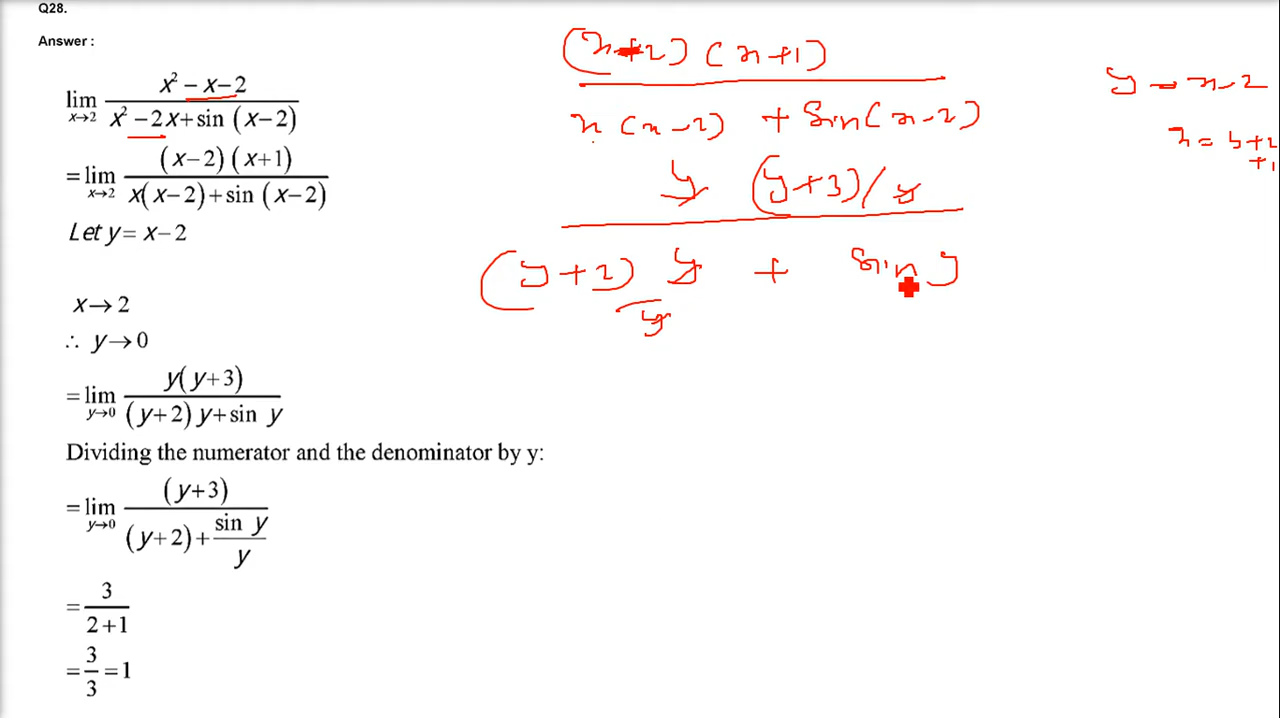 Q28.
Answer :
lim x→2 (x² − x − 2) / (x² − 2x + sin (x − 2))
= lim x→2 (x − 2)(x + 1) / (x(x − 2) + sin (x − 2))
Let y = x − 2
x → 2
∴ y → 0
= lim y→0 y(y + 3) / ((y + 2) y + sin y)
Dividing the numerator and the denominator by y:
= lim y→0 (y + 3) / ((y + 2) + sin y / y)
= 3 / (2 + 1)
= 3/3 = 1
(x - 2) (x + 1)
x (x - 2) + Sin (x - 2)
y (y + 3) / y
(y + 2) y + Sin y
y
y = x - 2
x = y + 2
+ 1